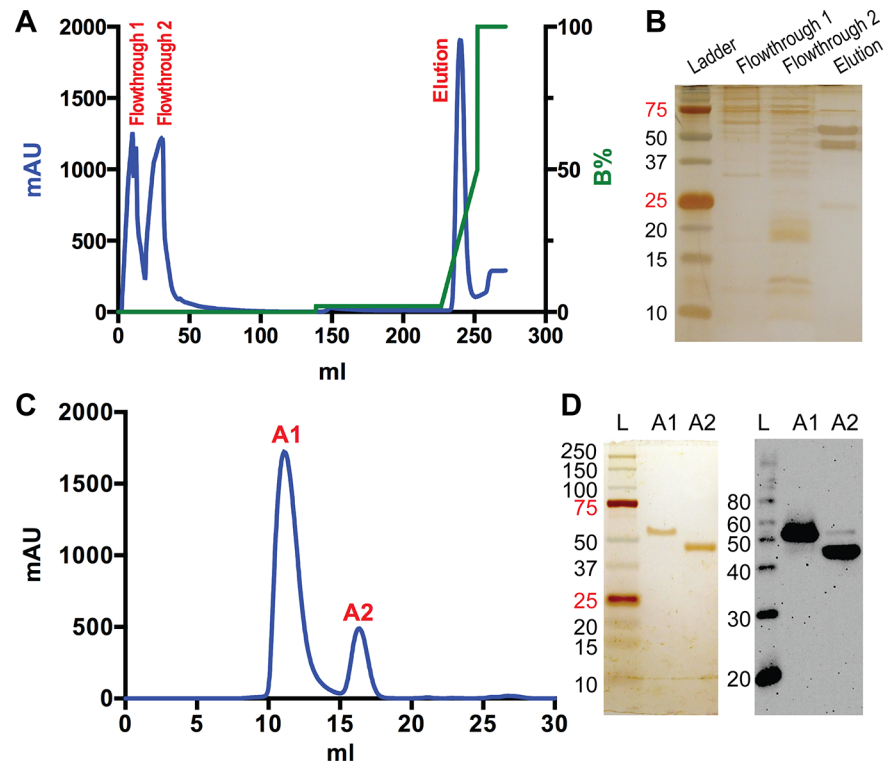 A
2000
1500
1000
500
0
mAU
Flowthrough 1
Flowthrough 2
Elution
100
50
0
B%
0 50 100 150 200 250 300
ml
B
Ladder Flowthrough 1 Flowthrough 2 Elution
75
50
37
25
20
15
10
C
2000
1500
1000
500
0
mAU
A1
A2
0 5 10 15 20 25 30
ml
D
L A1 A2
250
150
100
75
50
37
25
20
15
10
L A1 A2
80
60
50
40
30
20